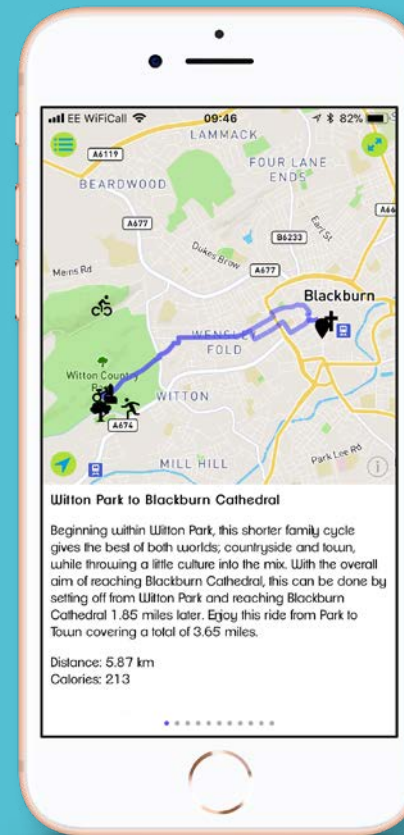 EE WiFiCall 09:46 82%
LAMMACK
A6119
FOUR LANE
ENDS
BEARDWOOD
A677
Earl St
B6233
Dukes Brow
A677
Meins Rd
Blackburn
WENSLEY
FOLD
Witton Country
WITTON
A674
MILL HILL
Park Lee Rd
i
Witton Park to Blackburn Cathedral
Beginning within Witton Park, this shorter family cycle
gives the best of both worlds; countryside and town,
while throwing a little culture into the mix. With the overall
aim of reaching Blackburn Cathedral, this can be done by
setting off from Witton Park and reaching Blackburn
Cathedral 1.85 miles later. Enjoy this ride from Park to
Town covering a total of 3.65 miles.
Distance: 5.87 km
Calories: 213